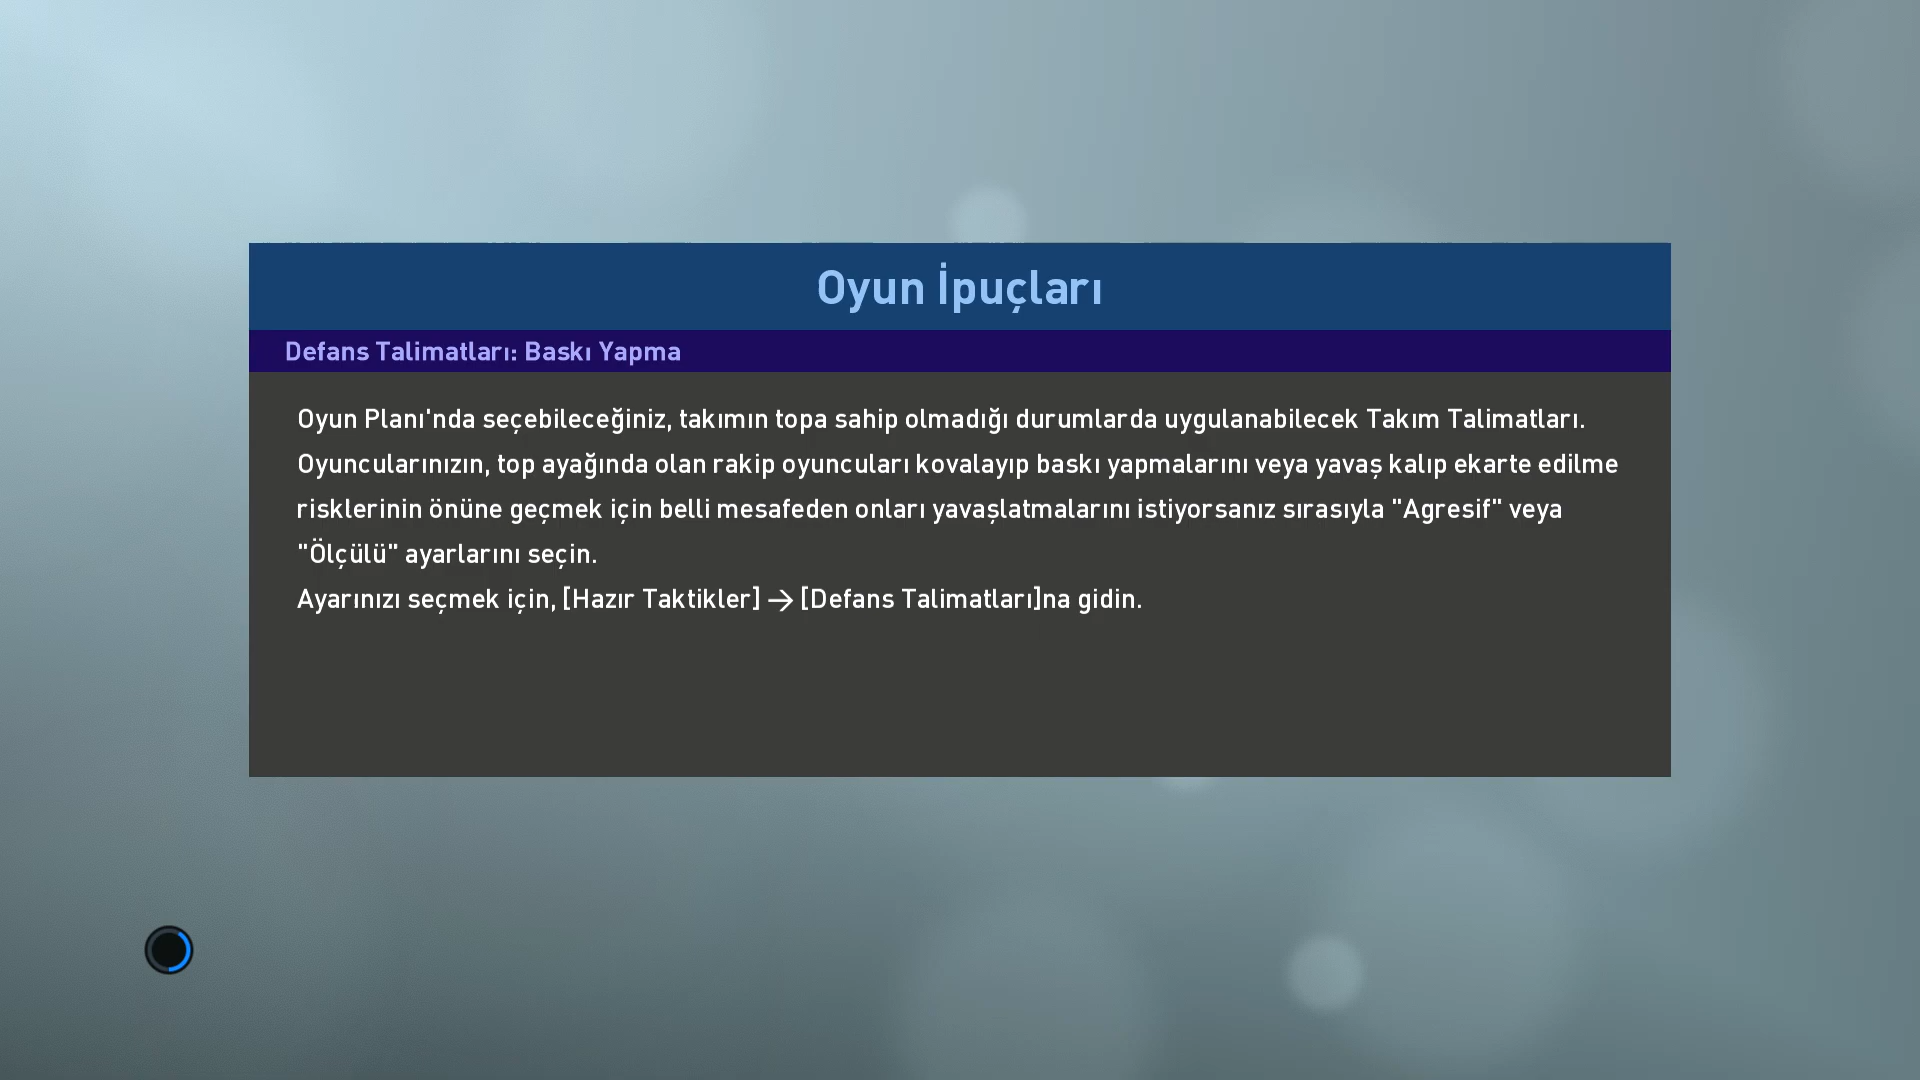 Oyun İpuçları
Defans Talimatları: Baskı Yapma
Oyun Planı'nda seçebileceğiniz, takımın topa sahip olmadığı durumlarda uygulanabilecek Takım Talimatları.
Oyuncularınızın, top ayağında olan rakip oyuncuları kovalayıp baskı yapmalarını veya yavaş kalıp ekarte edilme
risklerinin önüne geçmek için belli mesafeden onları yavaşlatmalarını istiyorsanız sırasıyla "Agresif" veya
"Ölçülü" ayarlarını seçin.
Ayarınızı seçmek için, [Hazır Taktikler] → [Defans Talimatları]na gidin.